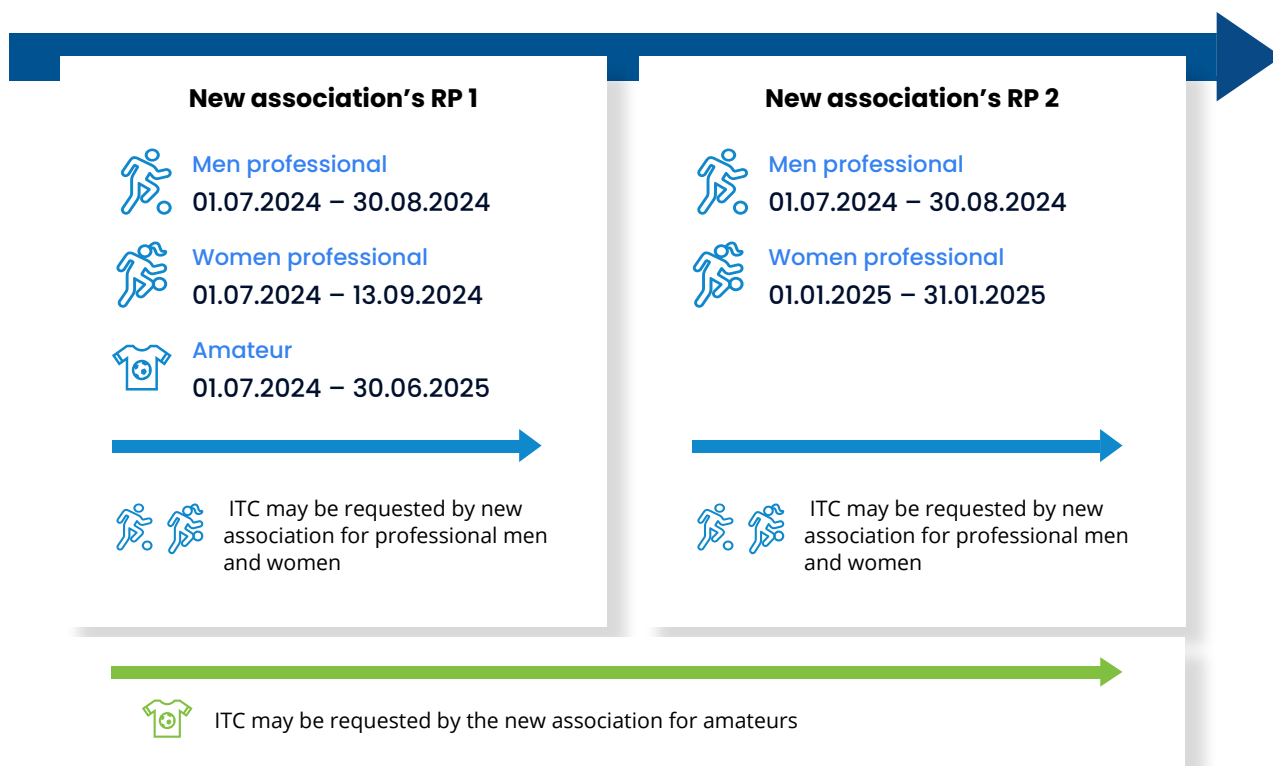 New association’s RP 1
Men professional
01.07.2024 – 30.08.2024
Women professional
01.07.2024 – 13.09.2024
Amateur
01.07.2024 – 30.06.2025
ITC may be requested by new
association for professional men
and women
New association’s RP 2
Men professional
01.07.2024 – 30.08.2024
Women professional
01.01.2025 – 31.01.2025
ITC may be requested by new
association for professional men
and women
ITC may be requested by the new association for amateurs